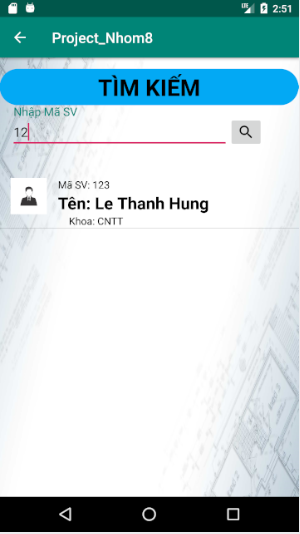 2:51
Project_Nhom8
TÌM KIẾM
Nhập Mã SV
12
Mã SV: 123
Tên: Le Thanh Hung
Khoa: CNTT